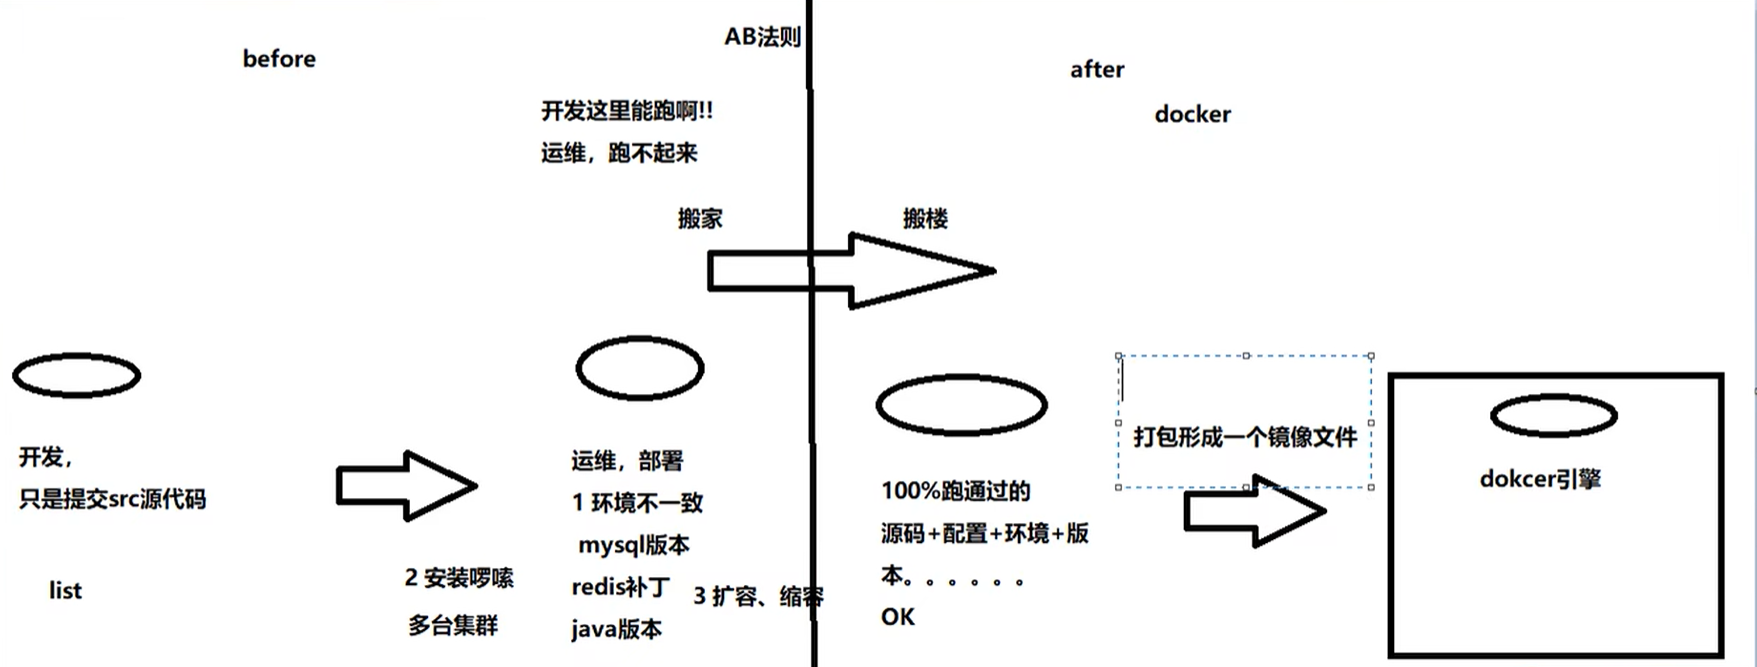 AB法则
before
开发这里能跑啊!!
运维，跑不起来
搬家
开发，
只是提交src源代码
list
2 安装啰嗦
多台集群
运维，部署
1 环境不一致
mysql版本
redis补丁
java版本
3 扩容、缩容
after
docker
搬楼
100%跑通过的
源码+配置+环境+版
本。。。。。。
OK
打包形成一个镜像文件
dokcer引擎